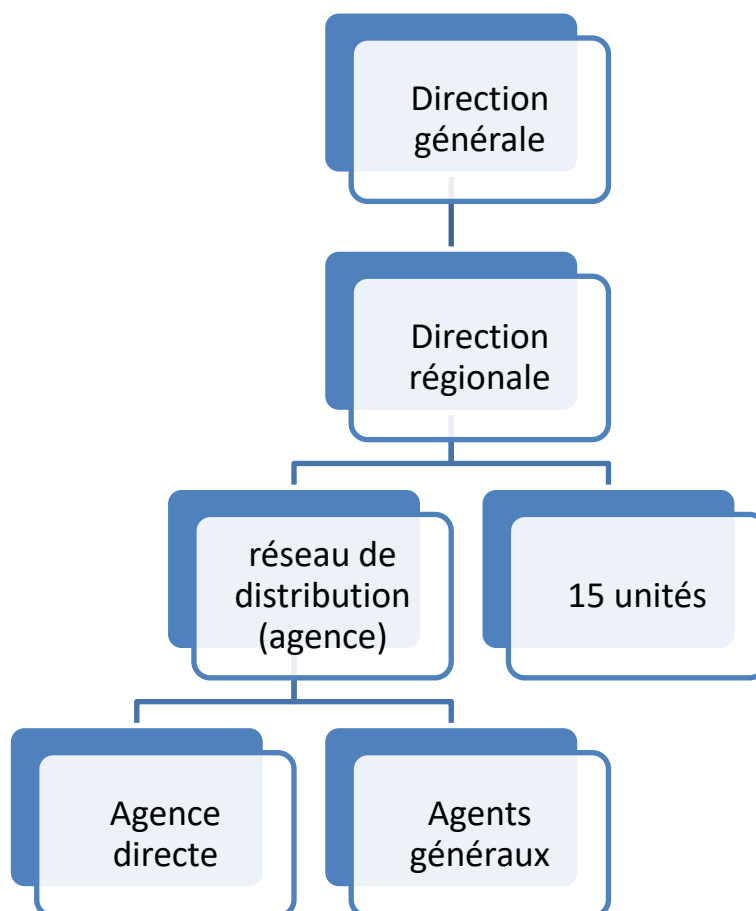 Direction
générale
Direction
régionale
réseau de
distribution
(agence)
15 unités
Agence
directe
Agents
généraux